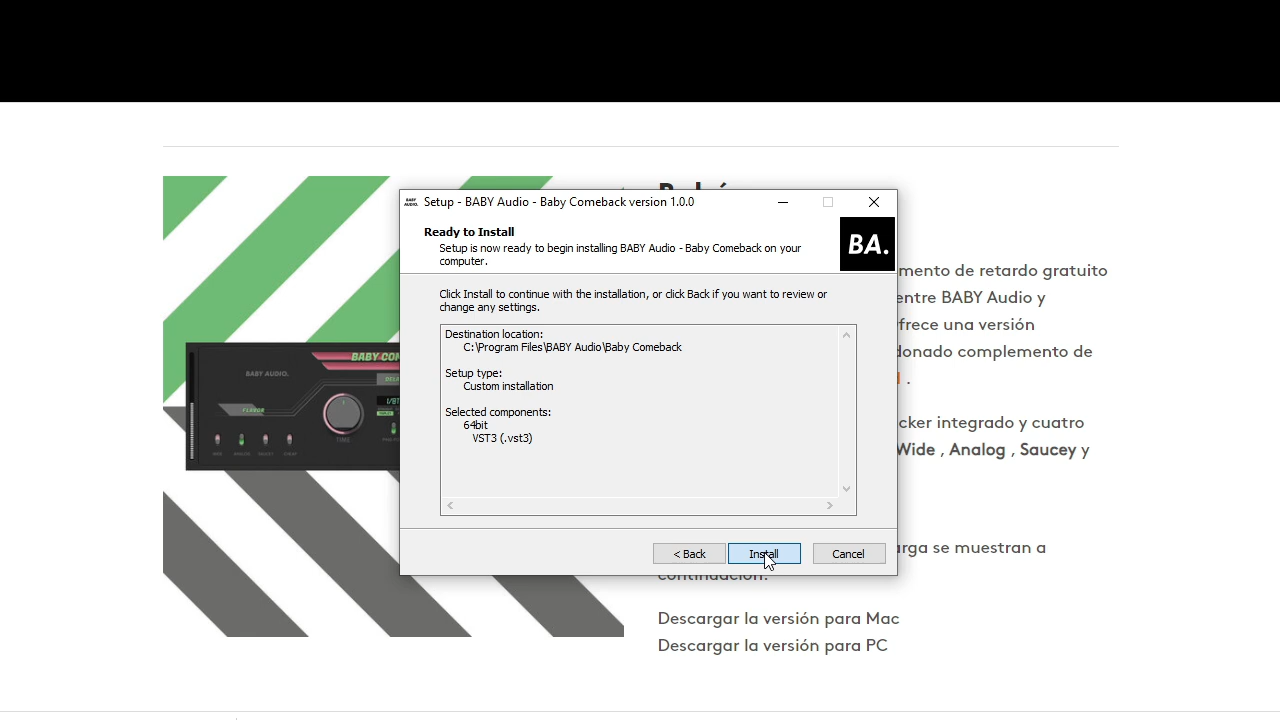 BABY AUDIO.
Setup - BABY Audio - Baby Comeback version 1.0.0
Ready to Install
Setup is now ready to begin installing BABY Audio - Baby Comeback on your
computer.
BA.
Click Install to continue with the installation, or click Back if you want to review or
change any settings.
Destination location:
C:\Program Files\BABY Audio\Baby Comeback
Setup type:
Custom installation
Selected components:
64bit
VST3 (.vst3)
< Back
Install
Cancel
mento de retardo gratuito
entre BABY Audio y
frece una versión
donado complemento de
.
cker integrado y cuatro
Wide , Analog , Saucey y
arga se muestran a
continuación.
Descargar la versión para Mac
Descargar la versión para PC
BABY COM
BABY AUDIO.
FLAVOR
TIME